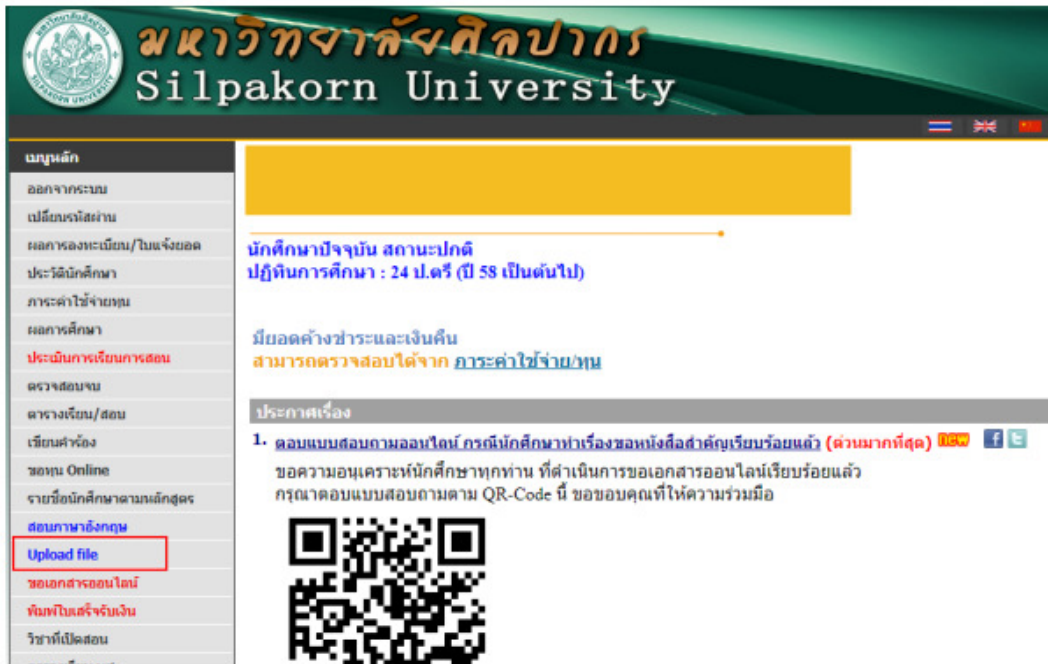 มหาวิทยาลัยศิลปากร
Silpakorn University
เมนูหลัก
ออกจากระบบ
เปลี่ยนรหัสผ่าน
ผลการลงทะเบียน/ใบแจ้งยอด
ประวัตินักศึกษา
ภาระค่าใช้จ่ายทุน
ผลการศึกษา
ประเมินการเรียนการสอน
ตรวจสอบจบ
ตารางเรียน/สอบ
เขียนคำร้อง
ขอทุน Online
รายชื่อนักศึกษาตามหลักสูตร
สอบภาษาอังกฤษ
Upload file
ขอเอกสารออนไลน์
พิมพ์ใบเสร็จรับเงิน
วิชาที่เปิดสอน
นักศึกษาปัจจุบัน สถานะปกติ
ปฏิทินการศึกษา : 24 ป.ตรี (ปี 58 เป็นต้นไป)
มียอดค้างชำระและเงินคืน
สามารถตรวจสอบได้จาก ภาระค่าใช้จ่าย/ทุน
ประกาศเรื่อง
1. ตอบแบบสอบถามออนไลน์ กรณีนักศึกษาทำเรื่องขอหนังสือสำคัญเรียบร้อยแล้ว (ด่วนมากที่สุด) new
ขอความอนุเคราะห์นักศึกษาทุกท่าน ที่ดำเนินการขอเอกสารออนไลน์เรียบร้อยแล้ว
กรุณาตอบแบบสอบถามตาม QR-Code นี้ ขอขอบคุณที่ให้ความร่วมมือ